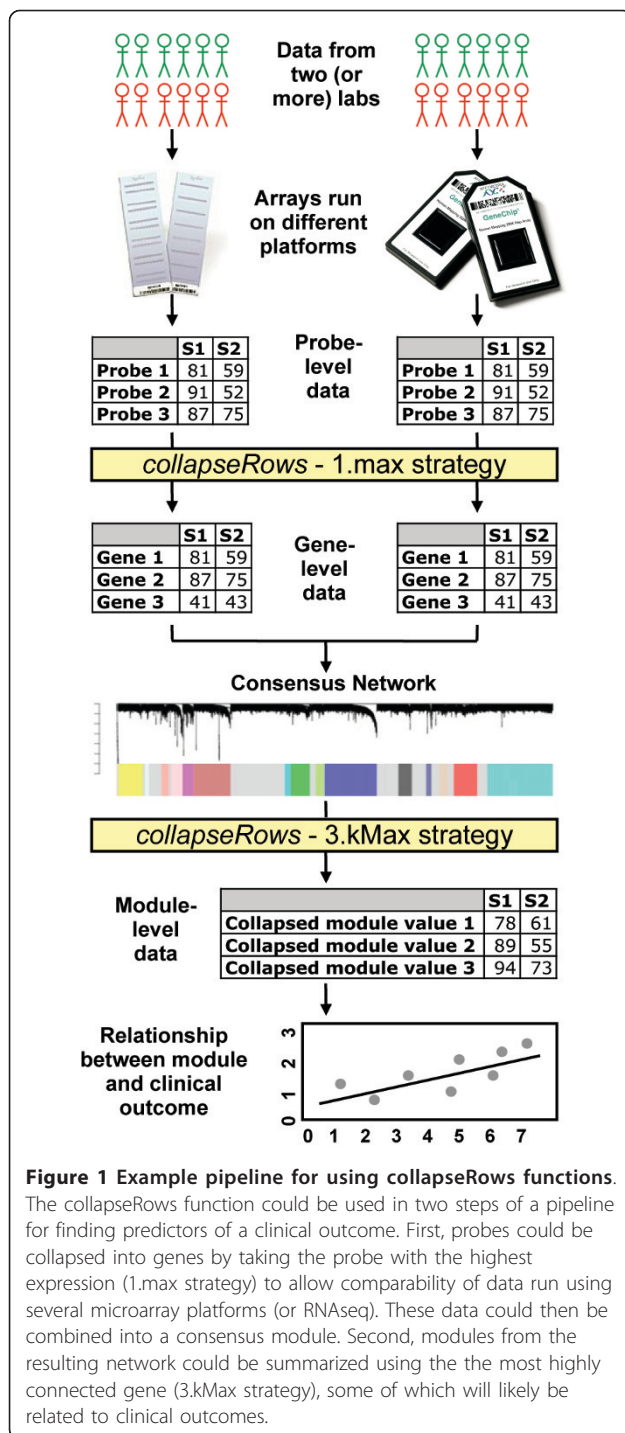 Data from
two (or
more) labs
Arrays run
on different
platforms
GeneChip
GeneChip
Probe-
level
data
S1 S2
Probe 1 81 59
Probe 2 91 52
Probe 3 87 75
S1 S2
Probe 1 81 59
Probe 2 91 52
Probe 3 87 75
collapseRows - 1.max strategy
Gene-
level
data
S1 S2
Gene 1 81 59
Gene 2 87 75
Gene 3 41 43
S1 S2
Gene 1 81 59
Gene 2 87 75
Gene 3 41 43
Consensus Network
collapseRows - 3.kMax strategy
Module-
level
data
S1 S2
Collapsed module value 1 78 61
Collapsed module value 2 89 55
Collapsed module value 3 94 73
Relationship
between module
and clinical
outcome
3
2
1
0
0 1 2 3 4 5 6 7
Figure 1 Example pipeline for using collapseRows functions.
The collapseRows function could be used in two steps of a pipeline
for finding predictors of a clinical outcome. First, probes could be
collapsed into genes by taking the probe with the highest
expression (1.max strategy) to allow comparability of data run using
several microarray platforms (or RNAseq). These data could then be
combined into a consensus module. Second, modules from the
resulting network could be summarized using the the most highly
connected gene (3.kMax strategy), some of which will likely be
related to clinical outcomes.